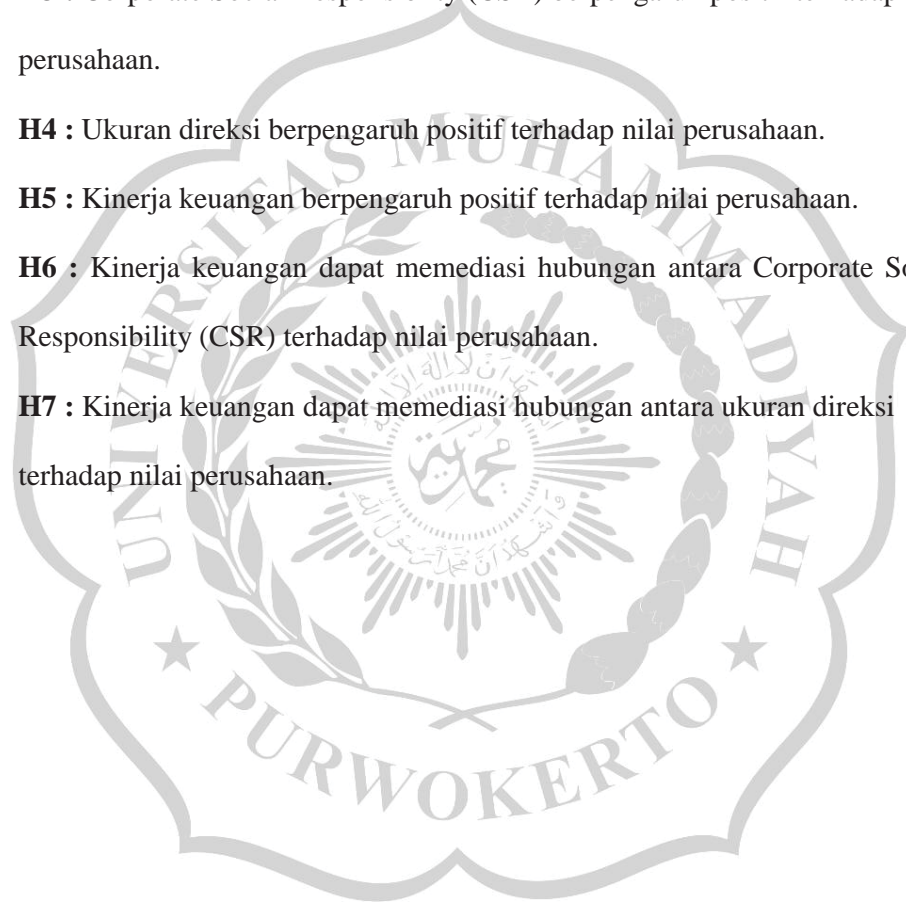 perusahaan.
H4 : Ukuran direksi berpengaruh positif terhadap nilai perusahaan.
H5 : Kinerja keuangan berpengaruh positif terhadap nilai perusahaan.
H6 : Kinerja keuangan dapat memediasi hubungan antara Corporate So
Responsibility (CSR) terhadap nilai perusahaan.
H7 : Kinerja keuangan dapat memediasi hubungan antara ukuran direksi
terhadap nilai perusahaan.
UNIVERSITAS MUHAMMADIYAH
PURWOKERTO